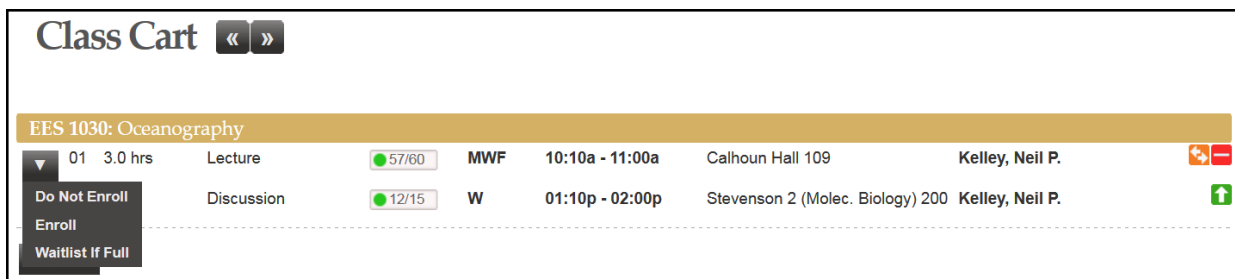 Class Cart « »
EES 1030: Oceanography
▼ 01 3.0 hrs Lecture 57/60 MWF 10:10a - 11:00a Calhoun Hall 109 Kelley, Neil P.
Do Not Enroll Discussion 12/15 W 01:10p - 02:00p Stevenson 2 (Molec. Biology) 200 Kelley, Neil P.
Enroll
Waitlist If Full